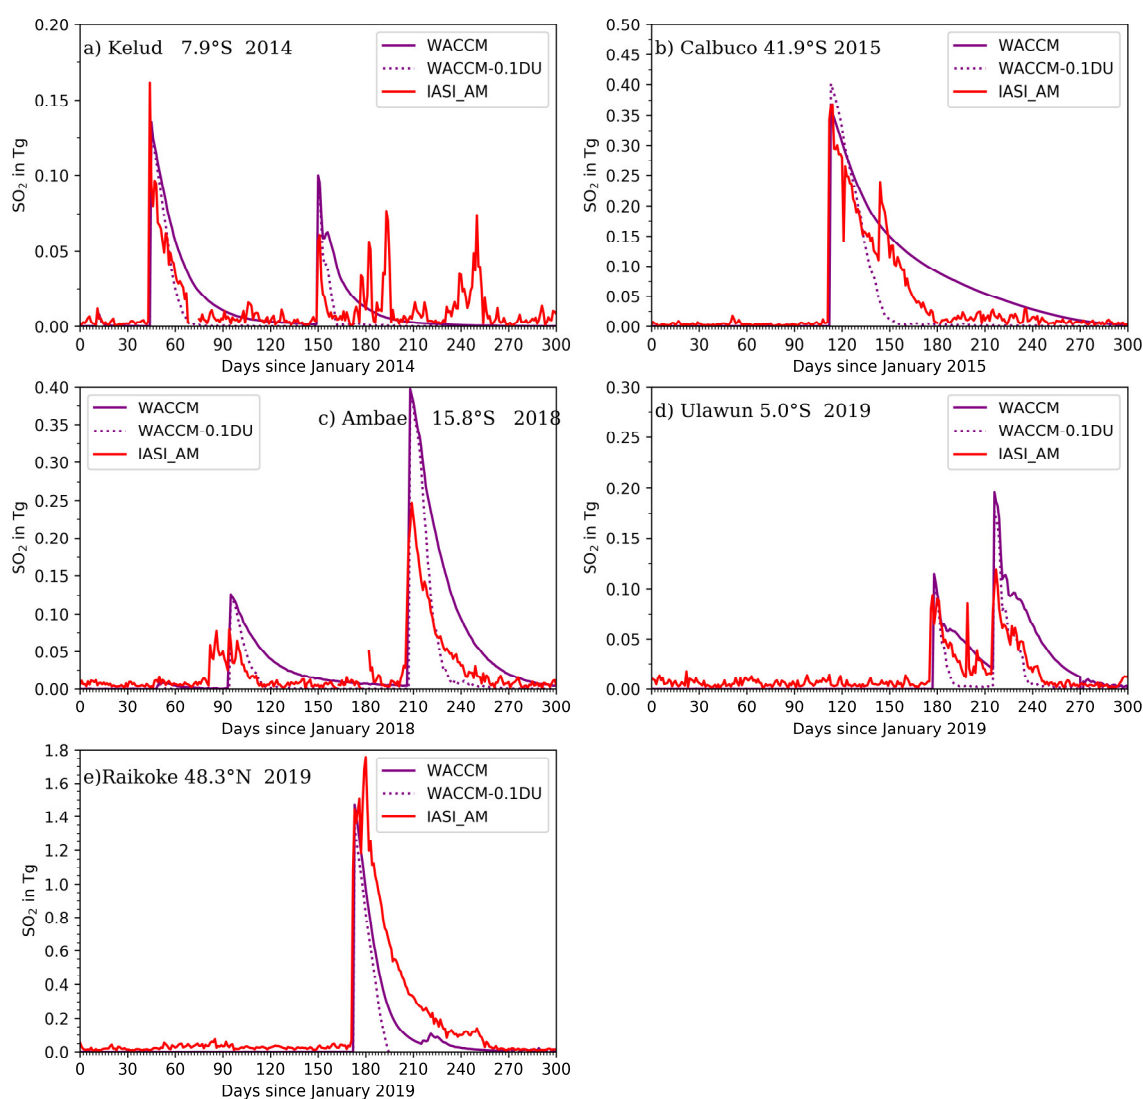 a) Kelud 7.9°S 2014
WACCM
WACCM-0.1DU
IASI_AM
SO₂ in Tg
0.20
0.15
0.10
0.05
0.00
0 30 60 90 120 150 180 210 240 270 300
Days since January 2014
b) Calbuco 41.9°S 2015
WACCM
WACCM-0.1DU
IASI_AM
SO₂ in Tg
0.50
0.45
0.40
0.35
0.30
0.25
0.20
0.15
0.10
0.05
0.00
0 30 60 90 120 150 180 210 240 270 300
Days since January 2015
c) Ambae 15.8°S 2018
WACCM
WACCM-0.1DU
IASI_AM
SO₂ in Tg
0.40
0.35
0.30
0.25
0.20
0.15
0.10
0.05
0.00
0 30 60 90 120 150 180 210 240 270 300
Days since January 2018
d) Ulawun 5.0°S 2019
WACCM
WACCM-0.1DU
IASI_AM
SO₂ in Tg
0.30
0.25
0.20
0.15
0.10
0.05
0.00
0 30 60 90 120 150 180 210 240 270 300
Days since January 2019
e)Raikoke 48.3°N 2019
WACCM
WACCM-0.1DU
IASI_AM
SO₂ in Tg
1.8
1.6
1.4
1.2
1.0
0.8
0.6
0.4
0.2
0.0
0 30 60 90 120 150 180 210 240 270 300
Days since January 2019